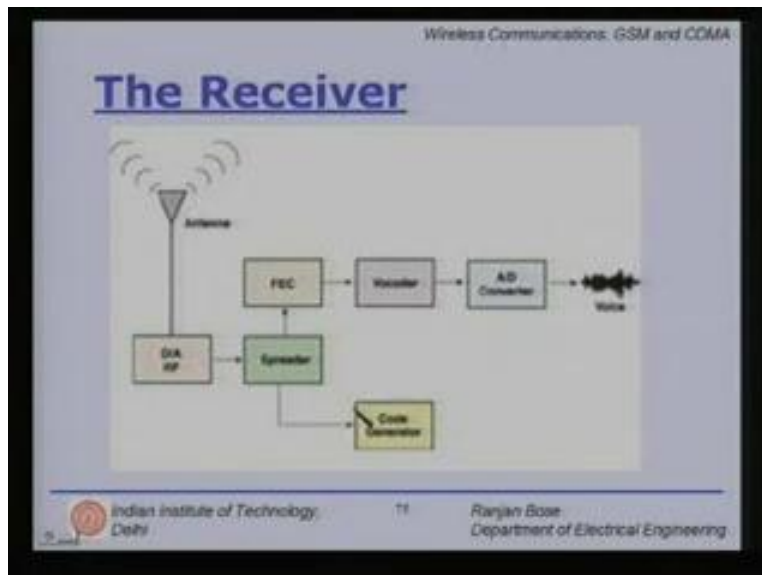 Wireless Communications: GSM and CDMA
The Receiver
Antenna
FEC
Vocoder
A/D
Converter
Voice
D/A
RF
Spreader
Code
Generator
Indian Institute of Technology,
Delhi
Ranjan Bose
Department of Electrical Engineering